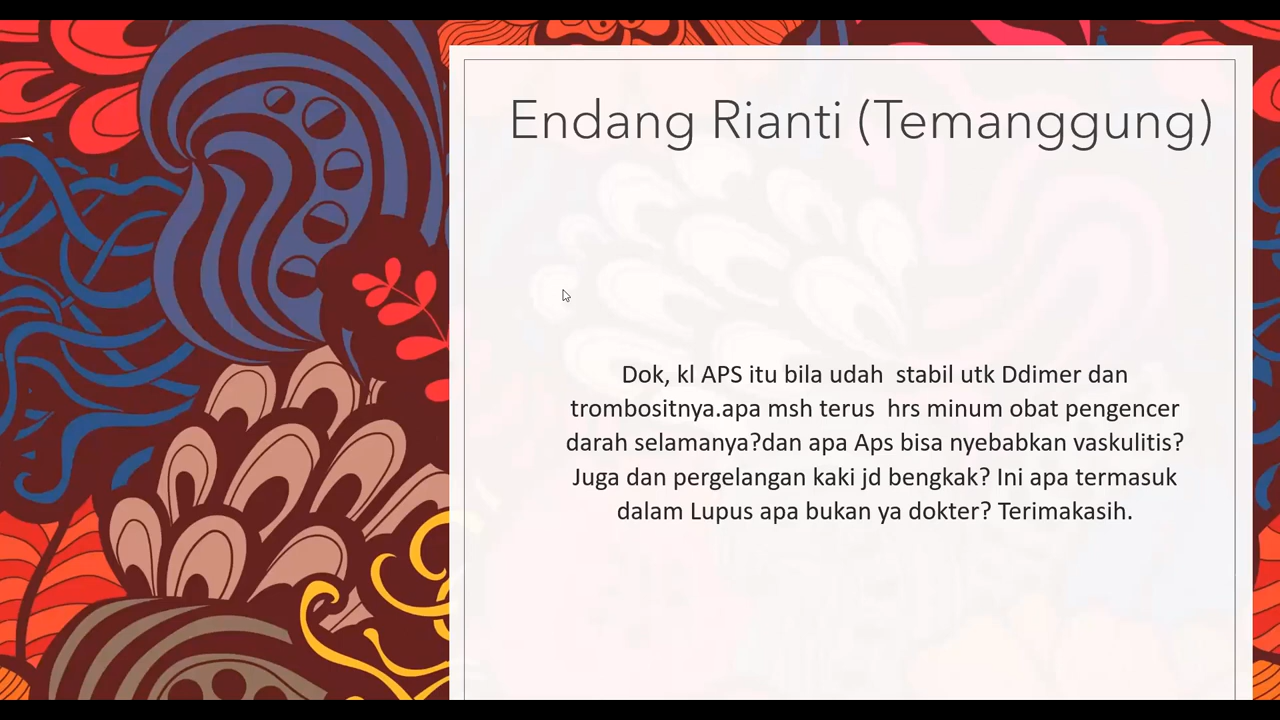 Endang Rianti (Temanggung)
Dok, kl APS itu bila udah  stabil utk Ddimer dan
trombositnya.apa msh terus  hrs minum obat pengencer
darah selamanya?dan apa Aps bisa nyebabkan vaskulitis?
Juga dan pergelangan kaki jd bengkak? Ini apa termasuk
dalam Lupus apa bukan ya dokter? Terimakasih.